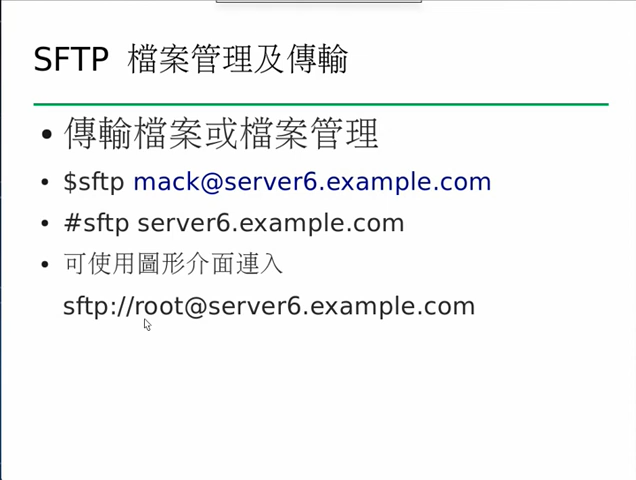 SFTP 檔案管理及傳輸
• 傳輸檔案或檔案管理
• $sftp mack@server6.example.com
• #sftp server6.example.com
• 可使用圖形介面連入
sftp://root@server6.example.com